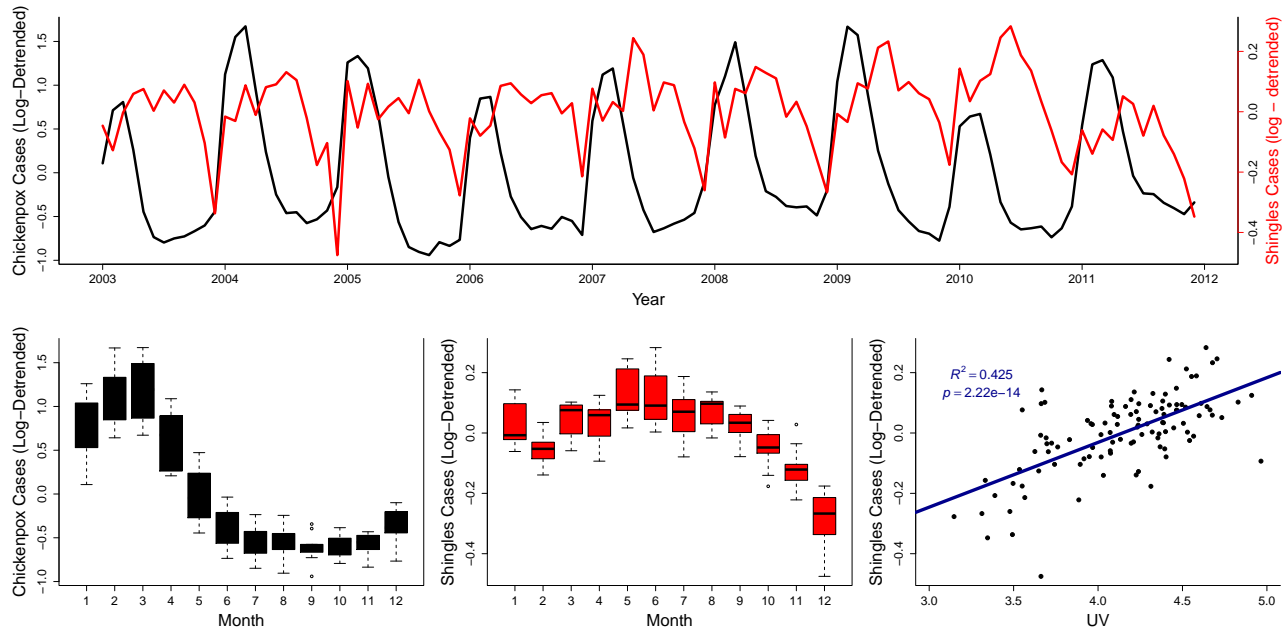 Chickenpox Cases (Log-Detrended)
1.5
1.0
0.5
0.0
−0.5
−1.0
Shingles Cases (log − detrended)
0.2
0.0
−0.2
−0.4
2003 2004 2005 2006 2007 2008 2009 2010 2011 2012
Year
Chickenpox Cases (Log-Detrended)
1.5
1.0
0.5
0.0
−0.5
−1.0
1 2 3 4 5 6 7 8 9 10 11 12
Month
Shingles Cases (Log-Detrended)
0.2
0.0
−0.2
−0.4
1 2 3 4 5 6 7 8 9 10 11 12
Month
Shingles Cases (Log-Detrended)
0.2
0.0
−0.2
−0.4
R² = 0.425
p = 2.22e−14
3.0 3.5 4.0 4.5 5.0
UV